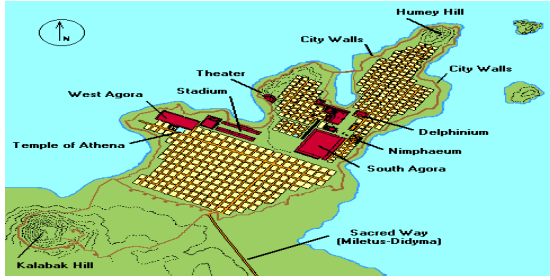 Humey Hill
City Walls
City Walls
Theater
Stadium
West Agora
Temple of Athena
Delphinium
Nimphaeum
South Agora
Sacred Way
(Miletus-Didyma)
Kalabak Hill
N